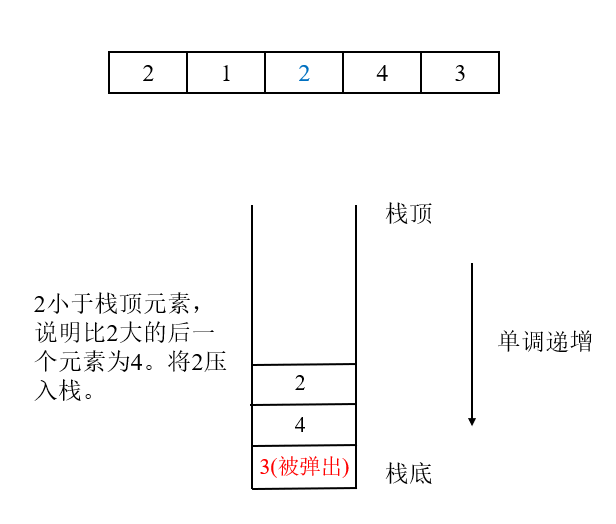 2 1 2 4 3
栈顶
2小于栈顶元素，
说明比2大的后一
个元素为4。将2压
入栈。
单调递增
2
4
3(被弹出)
栈底